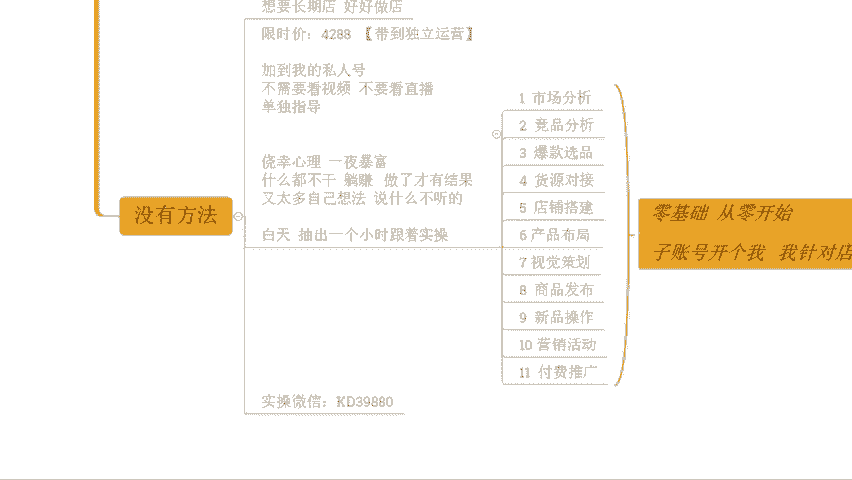 想要长期店 好好做店
限时价：4288 【带到独立运营】
加到我的私人号
不需要看视频 不要看直播
单独指导
侥幸心理 一夜暴富
什么都不干 躺赚 做了才有结果
又太多自己想法 说什么不听的
白天 抽出一个小时跟着实操
没有方法
1 市场分析
2 竞品分析
3 爆款选品
4 货源对接
5 店铺搭建
6 产品布局
7 视觉策划
8 商品发布
9 新品操作
10 营销活动
11 付费推广
零基础 从零开始
子账号开个我 我针对店
实操微信：KD39880